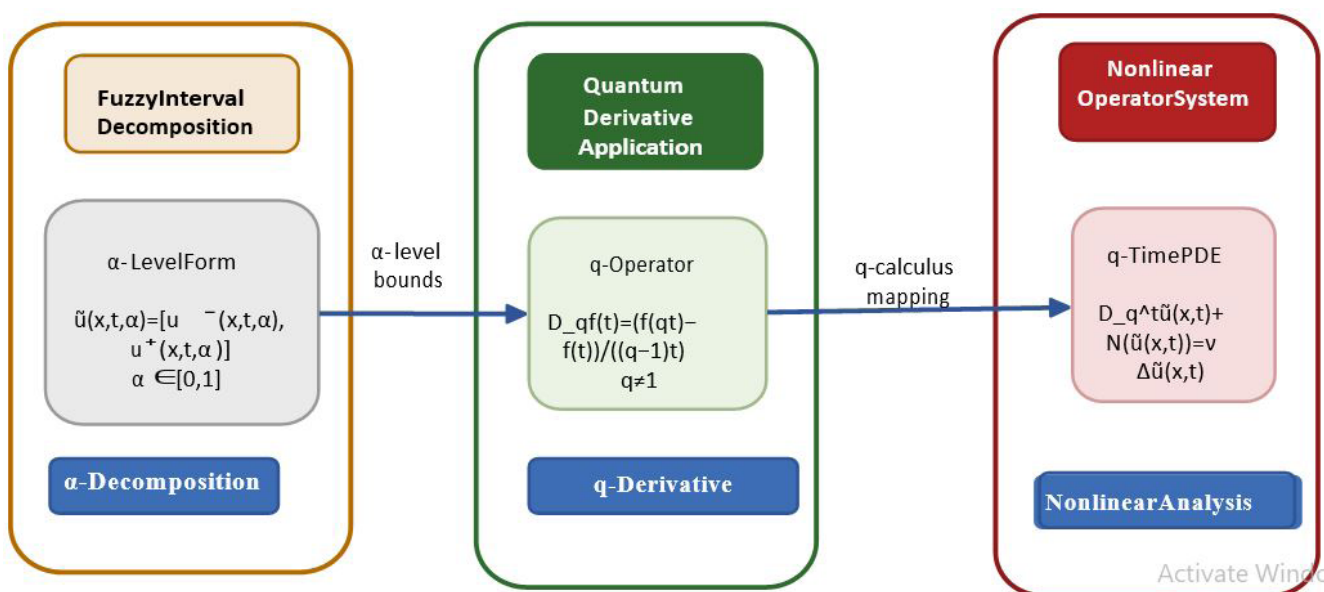 FuzzyInterval
Decomposition
α-LevelForm
ũ(x,t,α)=[u ⁻(x,t,α),
u⁺(x,t,α)]
α ∈[0,1]
α-Decomposition
α-level
bounds
Quantum
Derivative
Application
q-Operator
D_qf(t)=(f(qt)−
f(t))/((q−1)t)
q≠1
q-Derivative
q-calculus
mapping
Nonlinear
OperatorSystem
q-TimePDE
D_q^tũ(x,t)+
N(ũ(x,t))=ν
Δũ(x,t)
NonlinearAnalysis
Activate